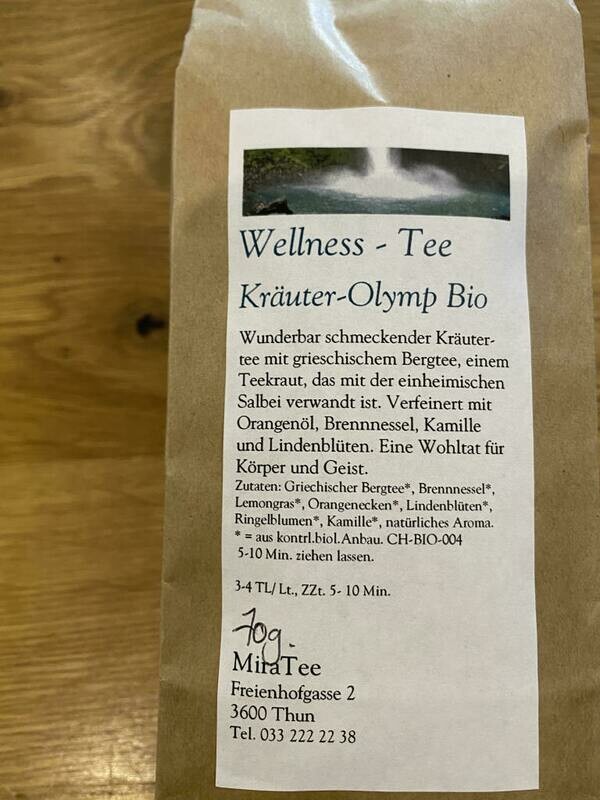 Wellness - Tee
Kräuter-Olymp Bio
Wunderbar schmeckender Kräuter-
tee mit grieschischem Bergtee, einem
Teekraut, das mit der einheimischen
Salbei verwandt ist. Verfeinert mit
Orangenöl, Brennnessel, Kamille
und Lindenblüten. Eine Wohltat für
Körper und Geist.
Zutaten: Griechischer Bergtee*, Brennnessel*,
Lemongras*, Orangenecken*, Lindenblüten*,
Ringelblumen*, Kamille*, natürliches Aroma.
* = aus kontrl.biol.Anbau. CH-BIO-004
5-10 Min. ziehen lassen.
3-4 TL/ Lt., ZZt. 5- 10 Min.
70g.
MiraTee
Freienhofgasse 2
3600 Thun
Tel. 033 222 22 38